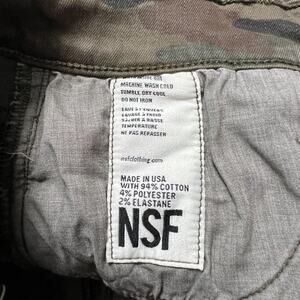 MACHINE WASH COLD
TUMBLE DRY COOL
DO NOT IRON
TEMPERATURE
NE PAS REPASSER
nsfclothing.com
MADE IN USA
WITH 94% COTTON
4% POLYESTER
2% ELASTANE
NSF